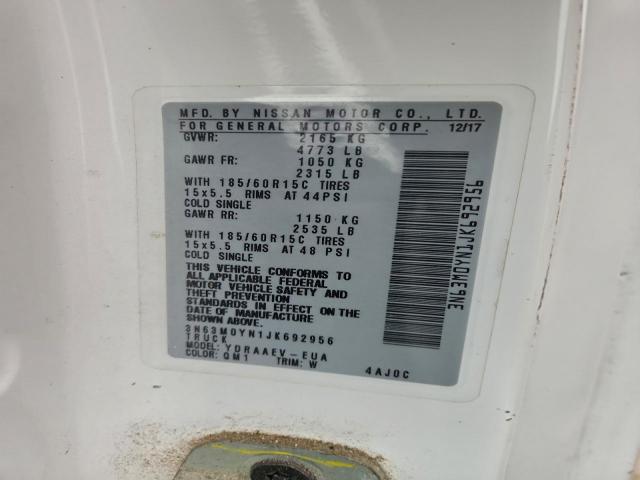 MFD. BY NISSAN MOTOR CO., LTD.
FOR GENERAL MOTORS CORP. 12/17
GVWR: 2165 KG
4773 LB
GAWR FR: 1050 KG
2315 LB
WITH 185/60R15C TIRES
15x5.5 RIMS AT 44PSI
COLD SINGLE
GAWR RR: 1150 KG
2535 LB
WITH 185/60R15C TIRES
15x5.5 RIMS AT 48 PSI
COLD SINGLE
THIS VEHICLE CONFORMS TO
ALL APPLICABLE FEDERAL
MOTOR VEHICLE SAFETY AND
THEFT PREVENTION
STANDARDS IN EFFECT ON THE
DATE OF MANUFACTURE
SHOWN ABOVE.
3N63M0YN1JK692956
TRUCK
MODEL: YDRAAEV-EUA
COLOR: QM1 TRIM: W
4AJ0C
3N63M0YN1JK692956